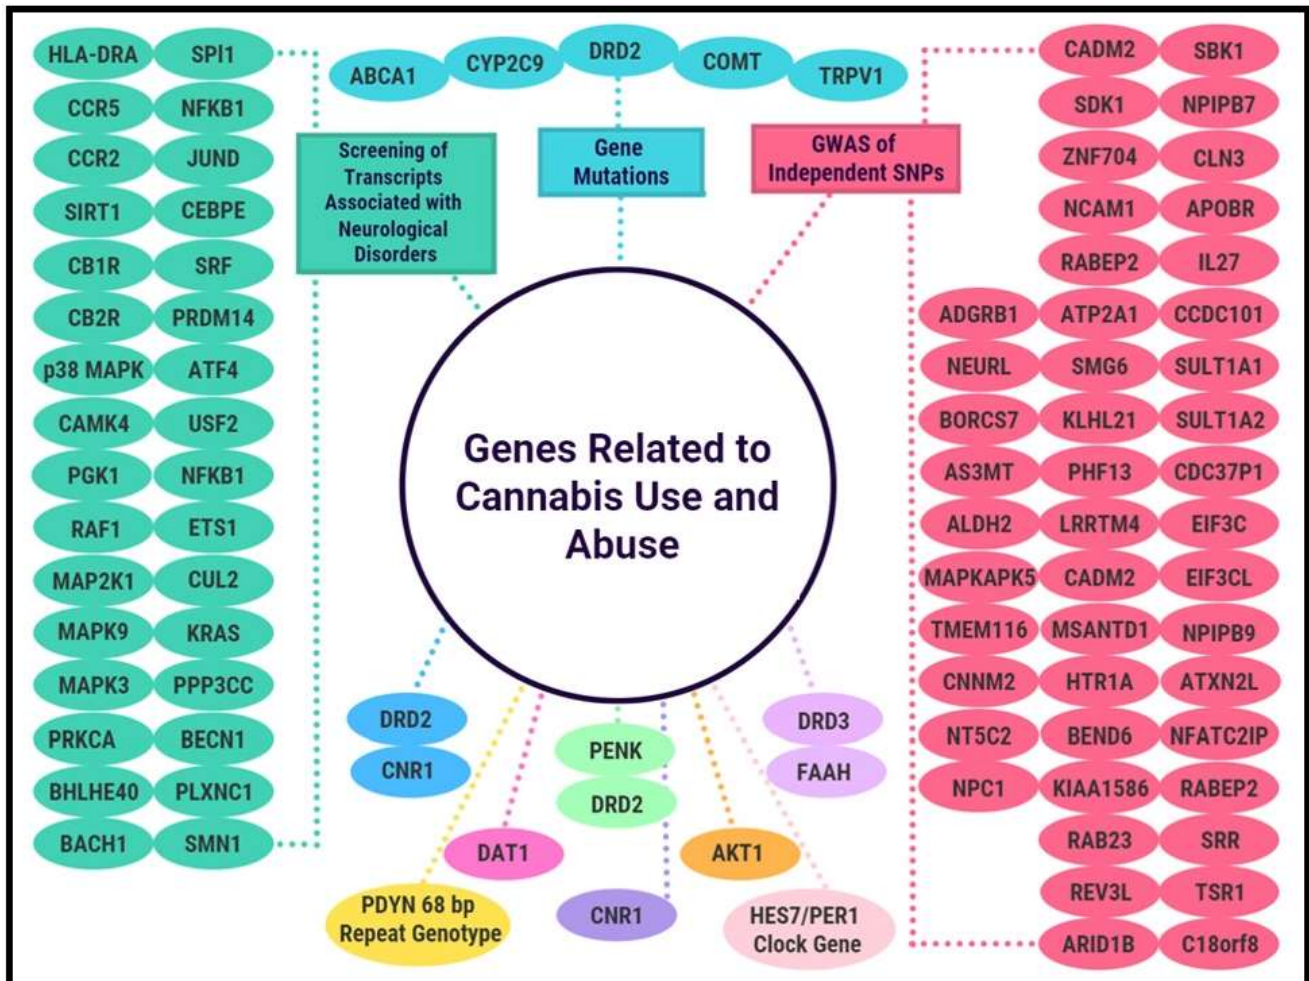 HLA-DRA SPl1
CCR5 NFKB1
CCR2 JUND
SIRT1 CEBPE
CB1R SRF
CB2R PRDM14
p38 MAPK ATF4
CAMK4 USF2
PGK1 NFKB1
RAF1 ETS1
MAP2K1 CUL2
MAPK9 KRAS
MAPK3 PPP3CC
PRKCA BECN1
BHLHE40 PLXNC1
BACH1 SMN1
Screening of
Transcripts
Associated with
Neurological
Disorders
ABCA1 CYP2C9 DRD2 COMT TRPV1
Gene
Mutations
GWAS of
Independent SNPs
CADM2 SBK1
SDK1 NPIPB7
ZNF704 CLN3
NCAM1 APOBR
RABEP2 IL27
ADGRB1 ATP2A1 CCDC101
NEURL SMG6 SULT1A1
BORCS7 KLHL21 SULT1A2
AS3MT PHF13 CDC37P1
ALDH2 LRRTM4 EIF3C
MAPKAPK5 CADM2 EIF3CL
TMEM116 MSANTD1 NPIPB9
CNNM2 HTR1A ATXN2L
NT5C2 BEND6 NFATC2IP
NPC1 KIAA1586 RABEP2
RAB23 SRR
REV3L TSR1
ARID1B C18orf8
Genes Related to
Cannabis Use and
Abuse
DRD2
CNR1
PDYN 68 bp
Repeat Genotype
DAT1
PENK
DRD2
CNR1
AKT1
HES7/PER1
Clock Gene
DRD3
FAAH